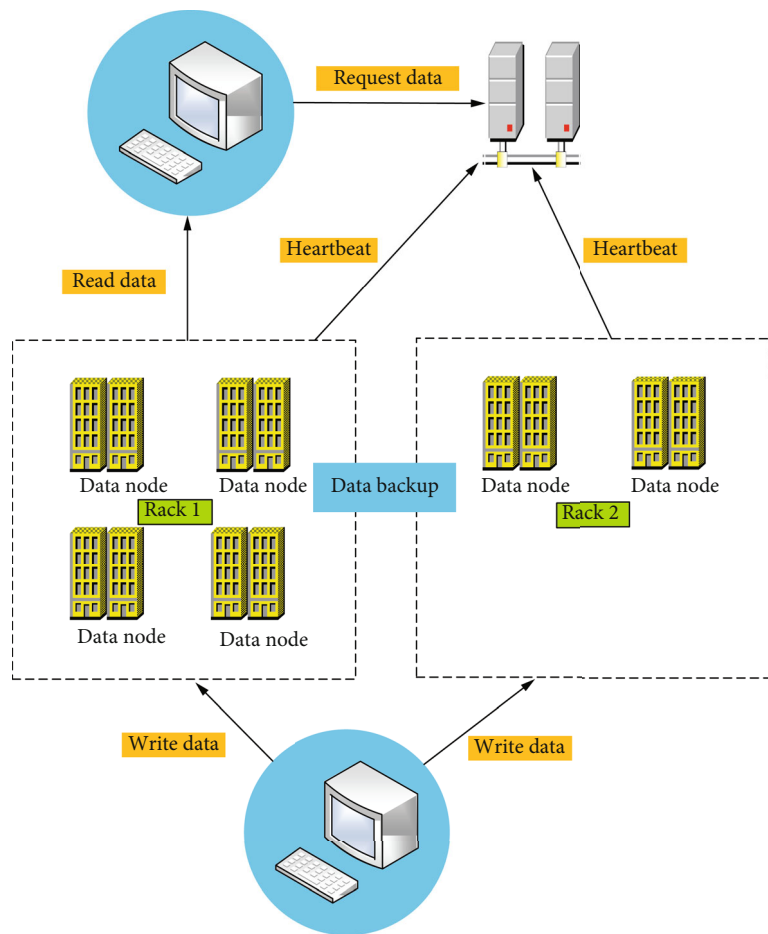 Request data
Heartbeat
Heartbeat
Read data
Data node
Data node
Data backup
Data node
Data node
Rack 1
Rack 2
Data node
Data node
Write data
Write data